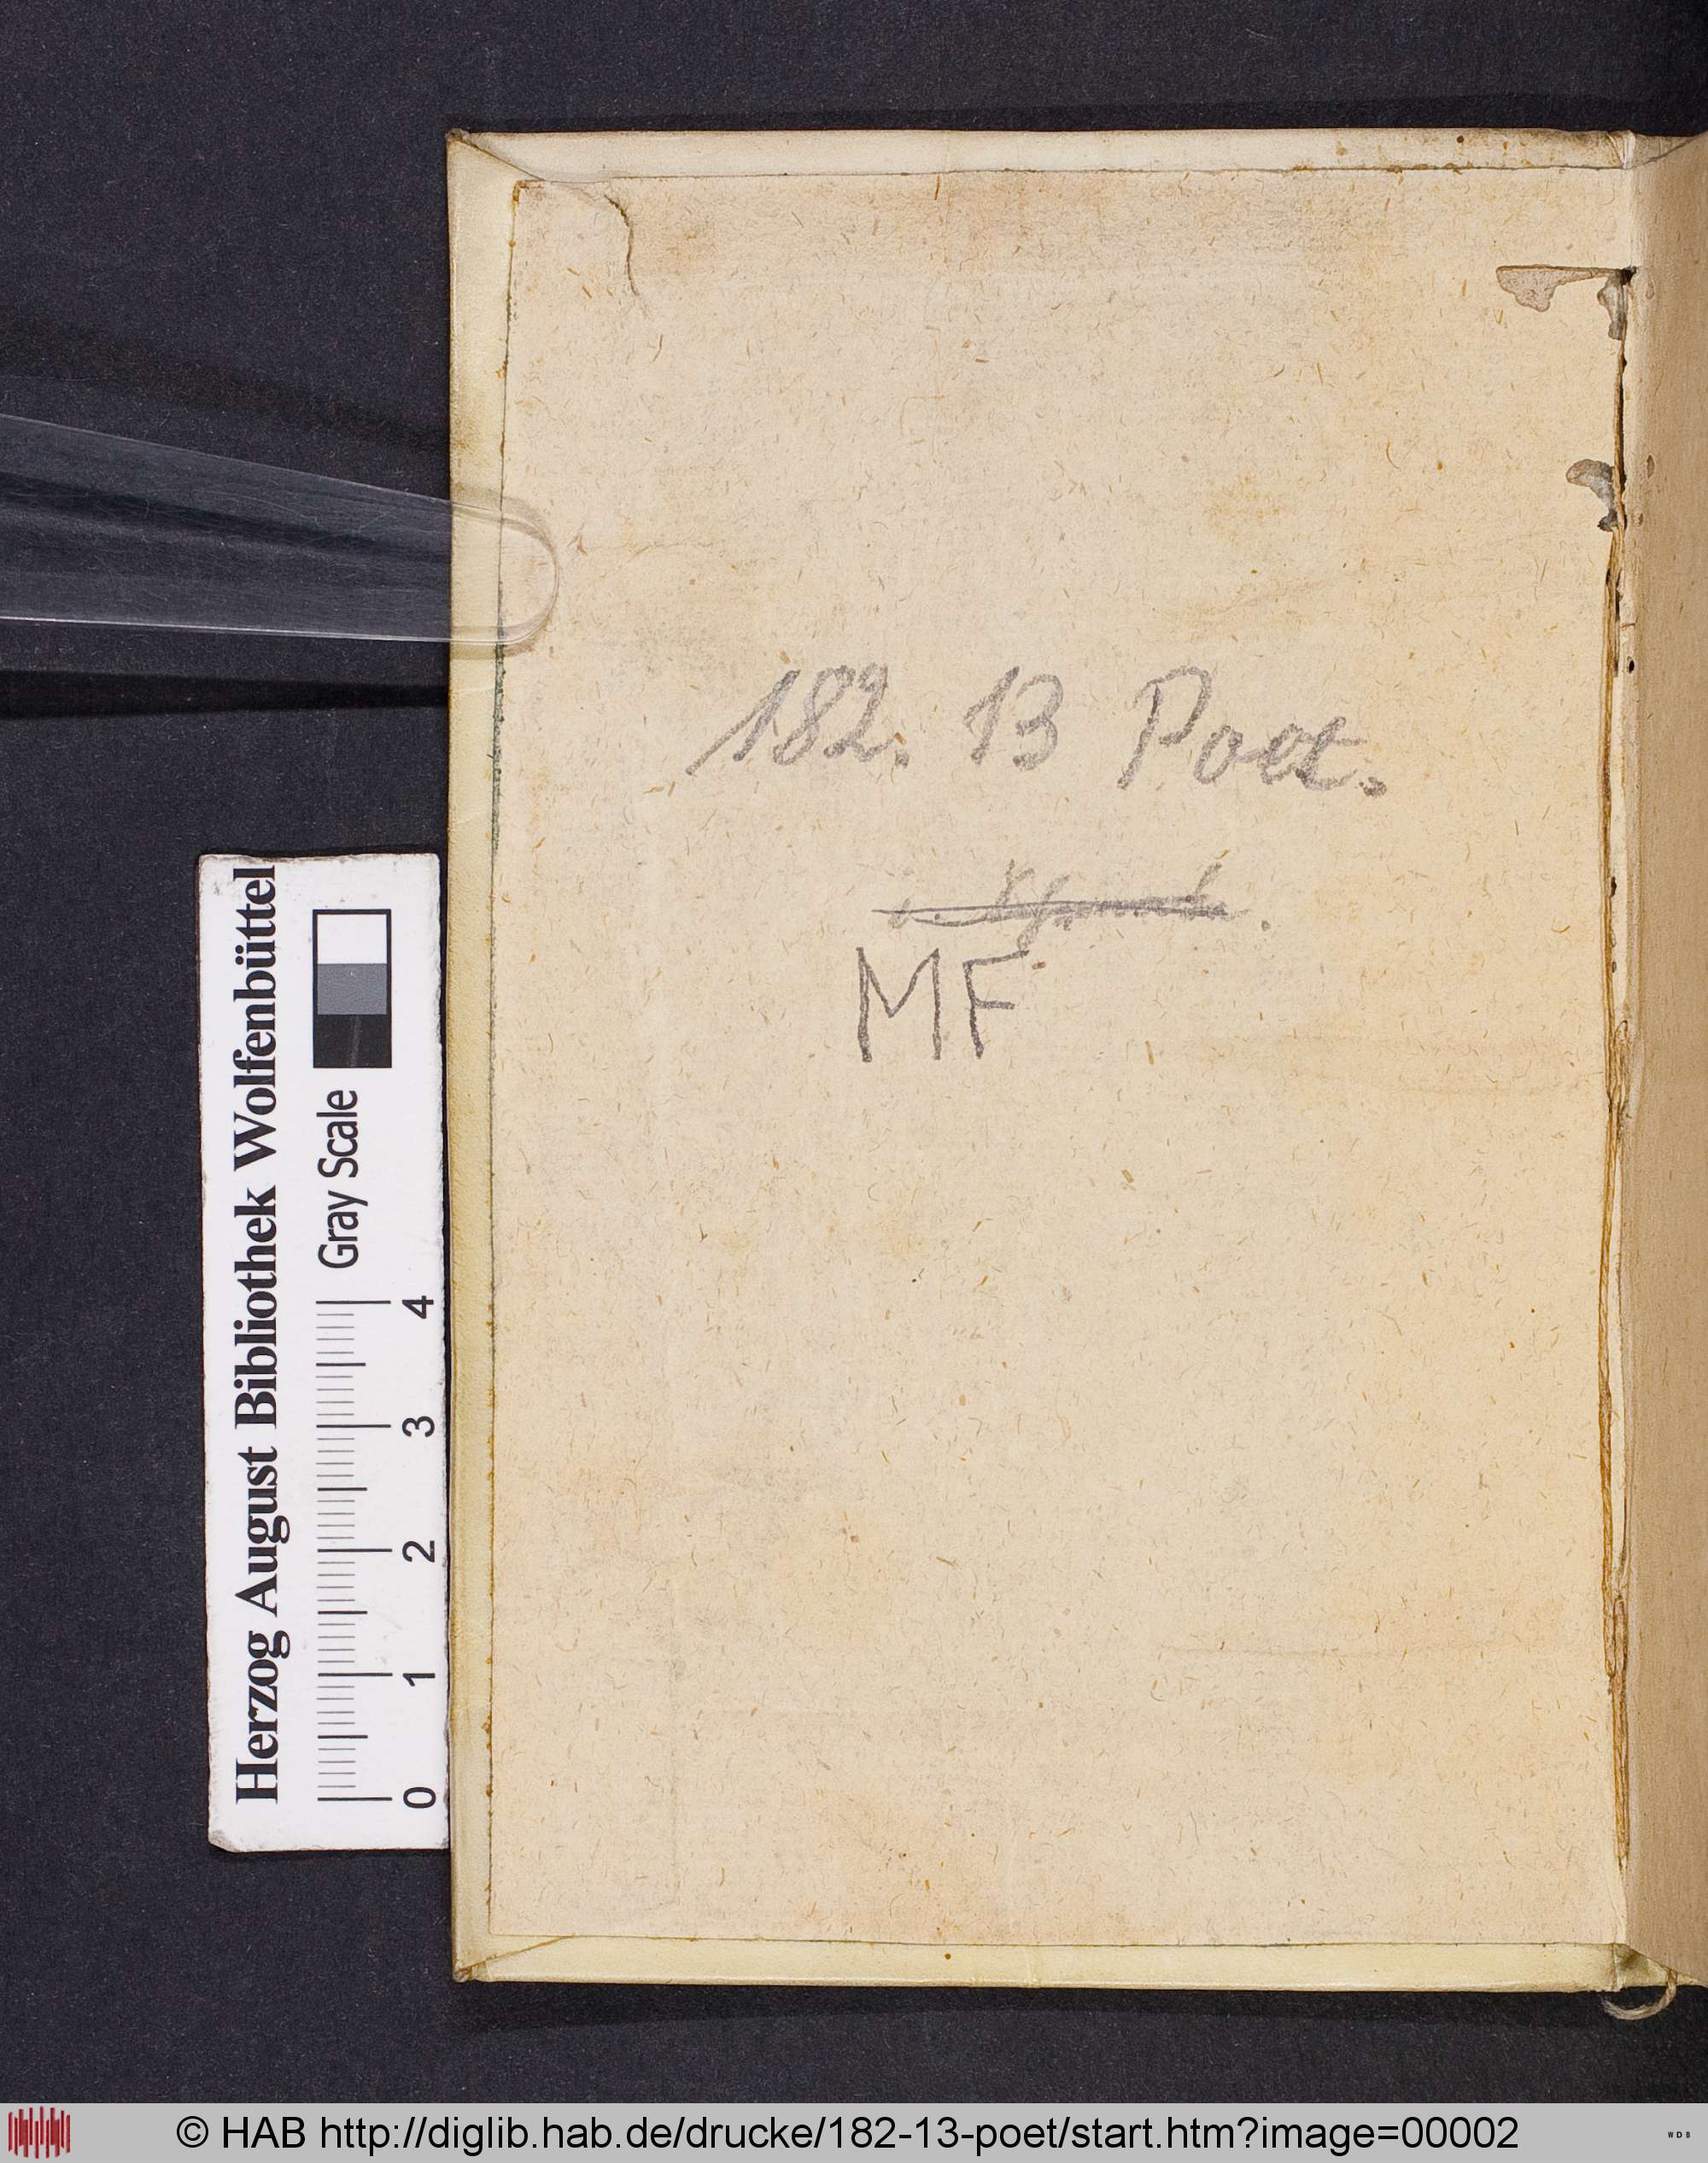 182. 13 Poet.
MF
Herzog August Bibliothek Wolfenbüttel
Gray Scale
0 1 2 3 4
© HAB http://diglib.hab.de/drucke/182-13-poet/start.htm?image=00002
WDB